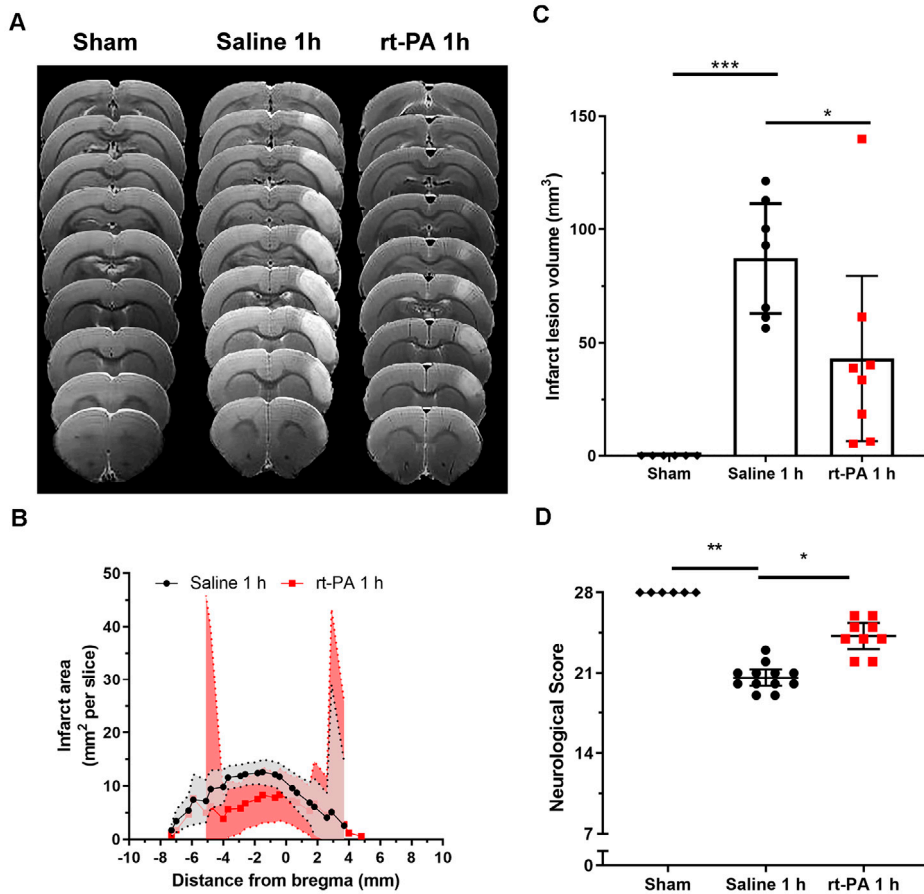 A
Sham Saline 1h rt-PA 1h
B
Saline 1 h rt-PA 1 h
Infarct area
(mm² per slice)
50
40
30
20
10
0
-10 -8 -6 -4 -2 0 2 4 6 8 10
Distance from bregma (mm)
C
***
*
Infarct lesion volume (mm³)
150
100
50
0
Sham Saline 1 h rt-PA 1 h
D
**
*
Neurological Score
28
21
14
7
0
Sham Saline 1 h rt-PA 1 h